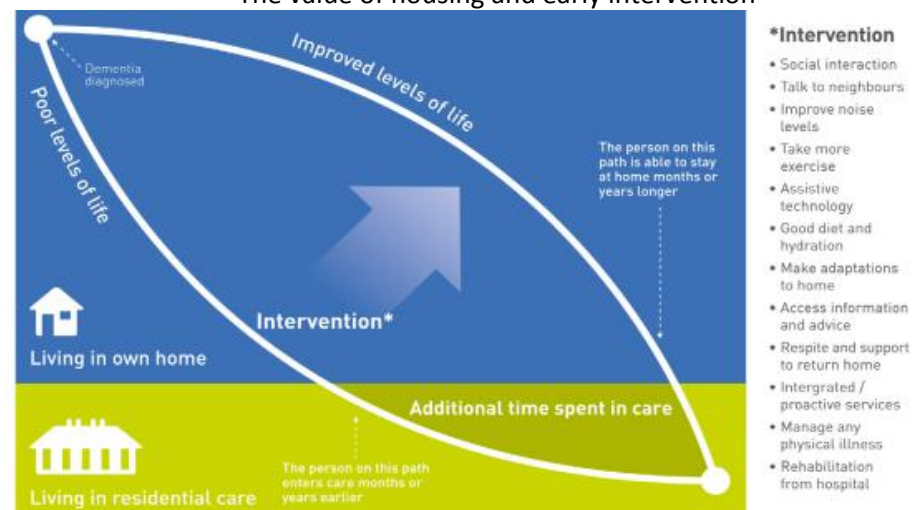 The value of housing and early intervention
Dementia
diagnosed
Poor levels of life
Improved levels of life
The person on this
path is able to stay
at home months or
years longer
Intervention*
Living in own home
Additional time spent in care
The person on this path
enters care months or
years earlier
Living in residential care
*Intervention
• Social interaction
• Talk to neighbours
• Improve noise
levels
• Take more
exercise
• Assistive
technology
• Good diet and
hydration
• Make adaptations
to home
• Access information
and advice
• Respite and support
to return home
• Intergrated /
proactive services
• Manage any
physical illness
• Rehabilitation
from hospital